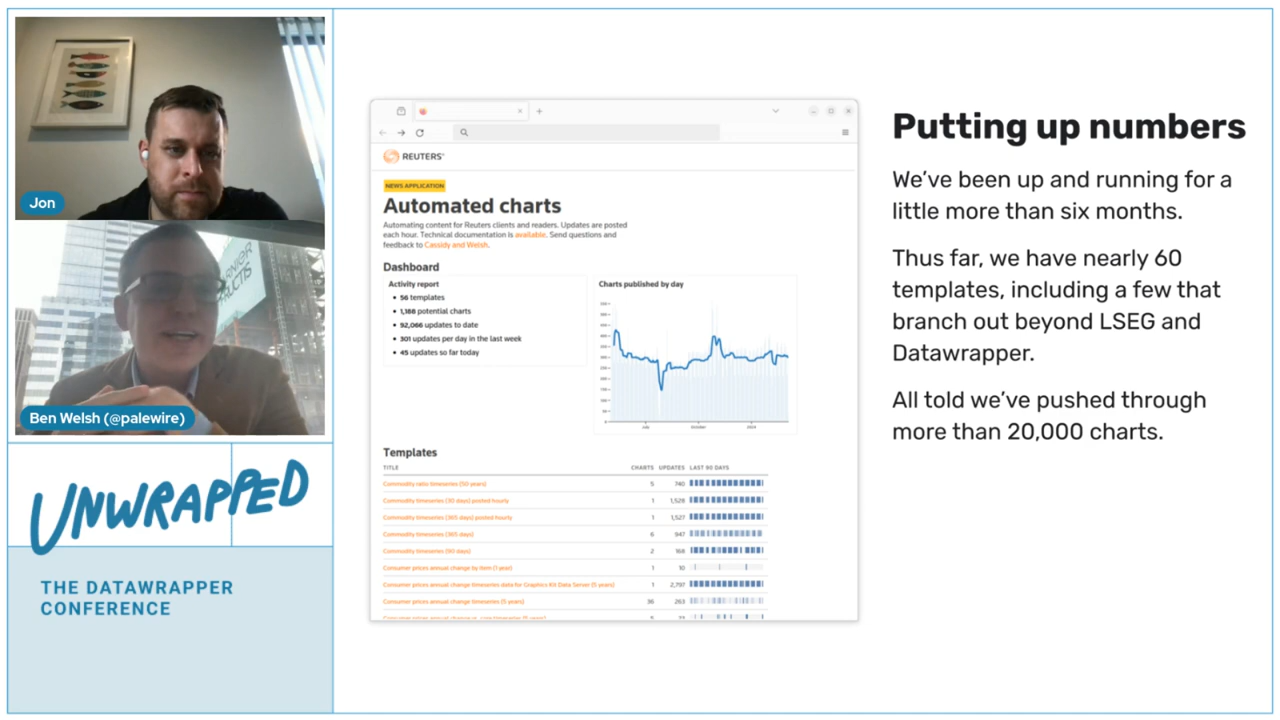 Jon
RNIER
UCTIS
Ben Welsh (@palewire)
UNWRAPPED
THE DATAWRAPPER
CONFERENCE
REUTERS
NEWS APPLICATION
Automated charts
Automating content for Reuters clients and readers. Updates are posted
each hour. Technical documentation is available. Send questions and
feedback to Cassidy and Welsh.
Dashboard
Activity report
• 56 templates
• 1,188 potential charts
• 92,066 updates to date
• 301 updates per day in the last week
• 45 updates so far today
Charts published by day
July October 2024
Templates
TITLE CHARTS UPDATES LAST 90 DAYS
Commodity ratio timeseries (50 years) 5 740
Commodity timeseries (30 days) posted hourly 1 1,528
Commodity timeseries (365 days) posted hourly 1 1,527
Commodity timeseries (365 days) 6 947
Commodity timeseries (90 days) 2 168
Consumer prices annual change by item (1 year) 1 10
Consumer prices annual change timeseries data for Graphics Kit Data Server (5 years) 1 2,797
Consumer prices annual change timeseries (5 years) 36 263
Putting up numbers
We’ve been up and running for a
little more than six months.
Thus far, we have nearly 60
templates, including a few that
branch out beyond LSEG and
Datawrapper.
All told we’ve pushed through
more than 20,000 charts.